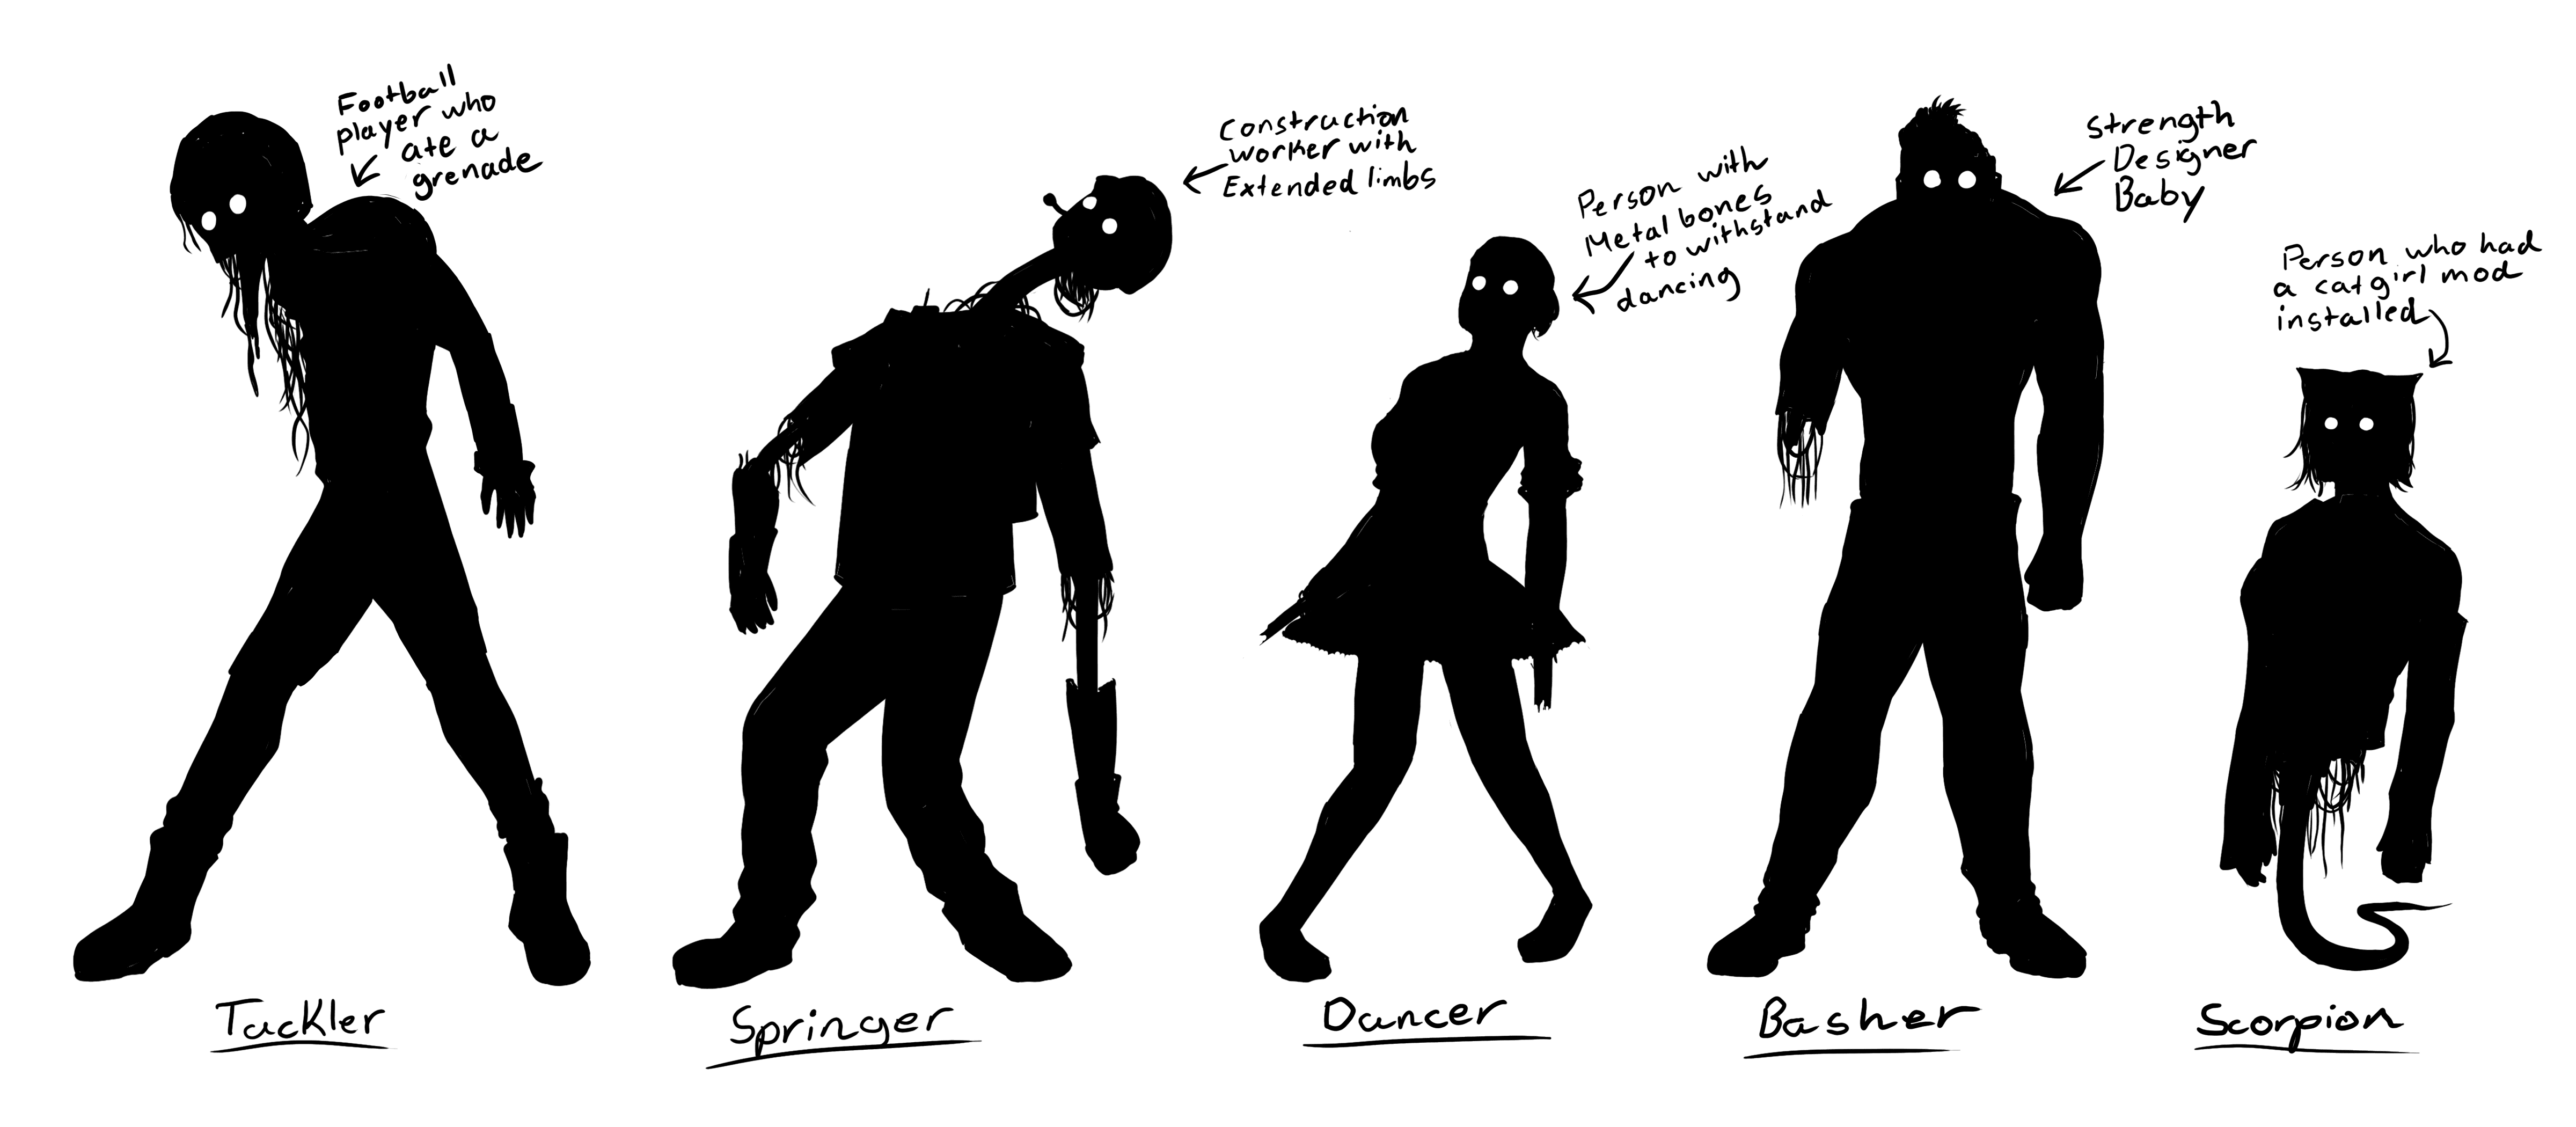 Football
player who
ate a
grenade
Construction
worker with
Extended limbs
Person with
Metal bones
to withstand
dancing
Strength
Designer
Baby
Person who had
a catgirl mod
installed
Tackler
Springer
Dancer
Basher
Scorpion